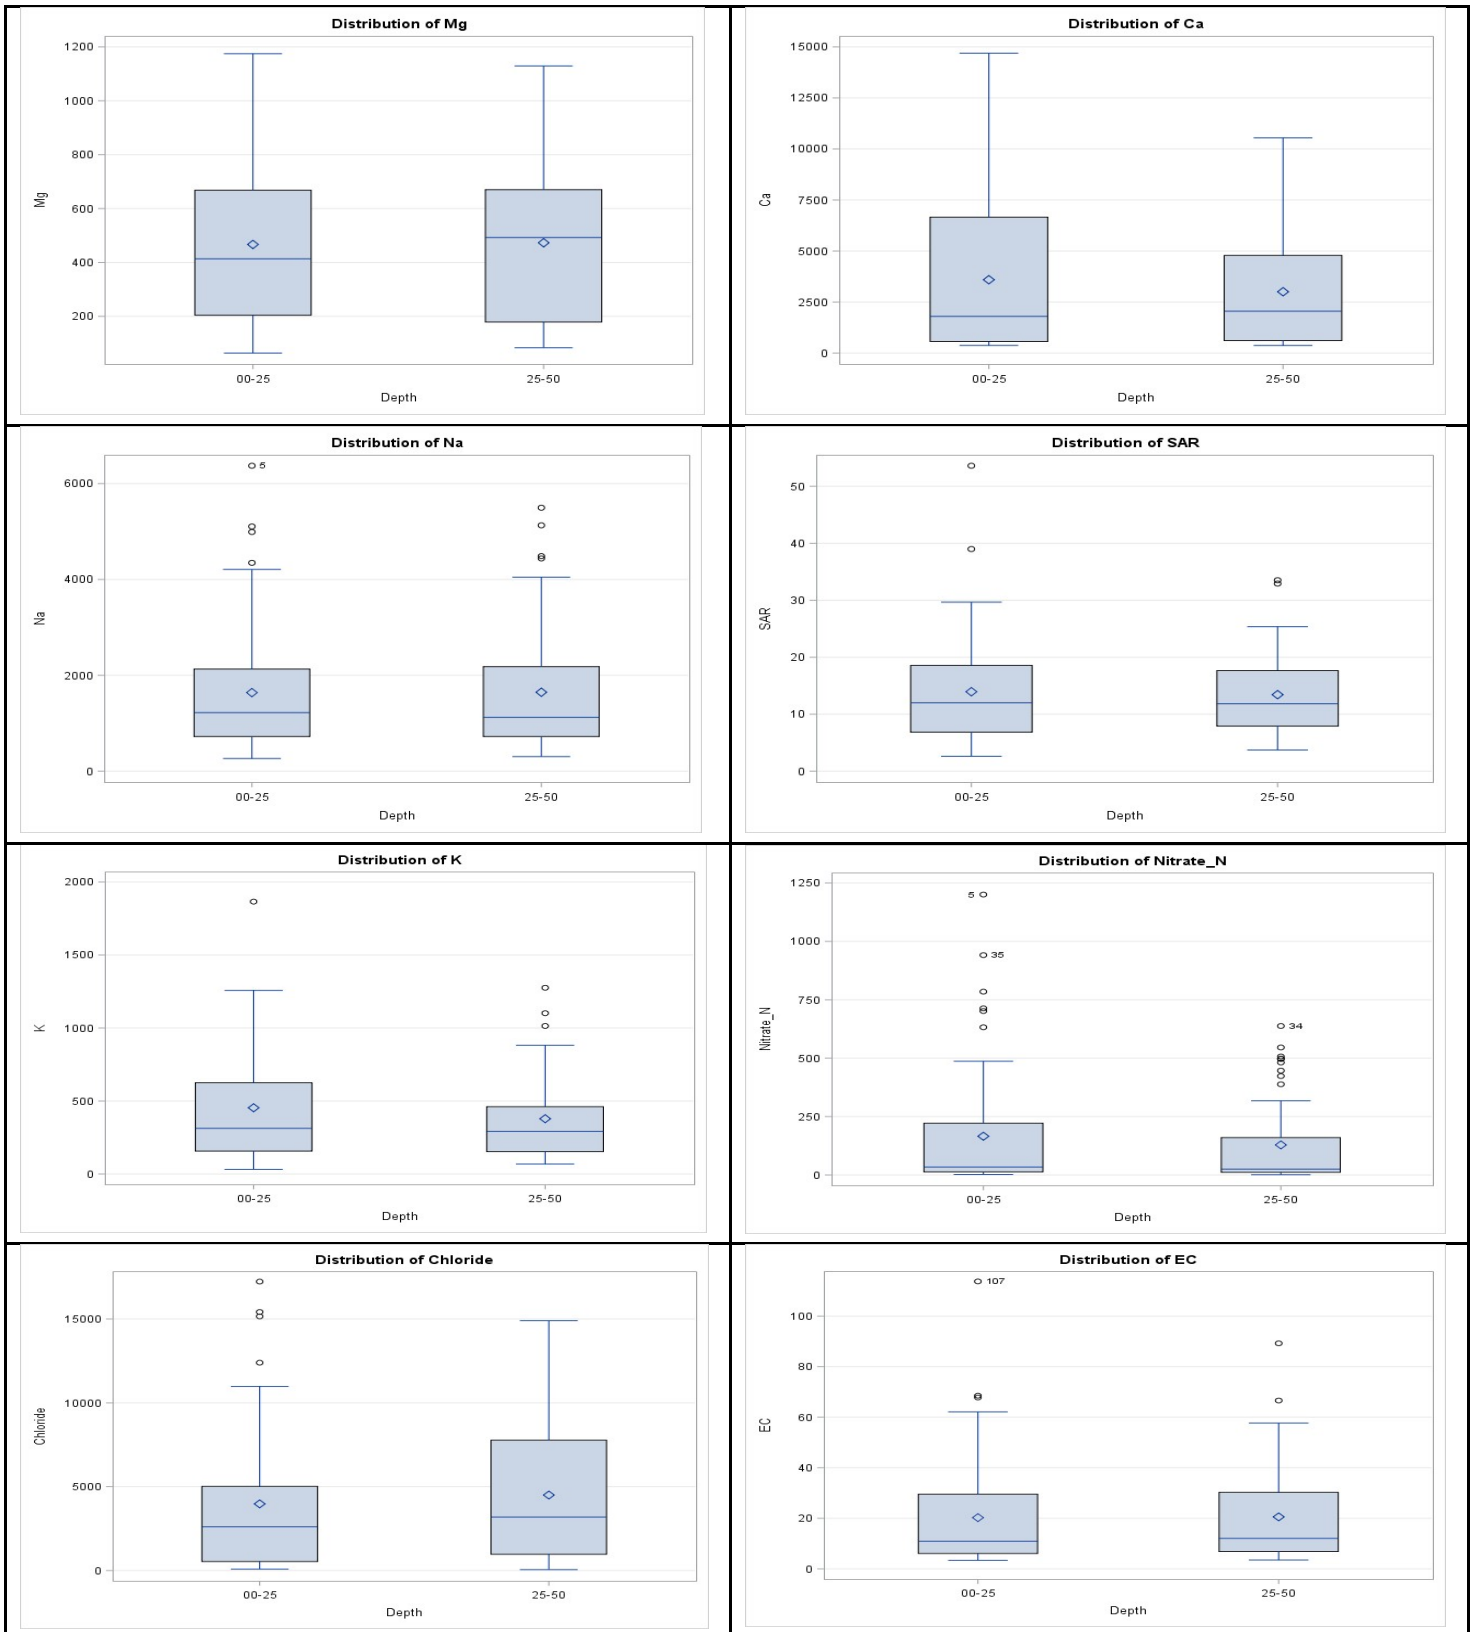 Distribution of Mg
1200
1000
800
600
400
200
Mg
00-25
25-50
Depth
Distribution of Ca
15000
12500
10000
7500
5000
2500
0
Ca
00-25
25-50
Depth
Distribution of Na
5
6000
4000
2000
0
Na
00-25
25-50
Depth
Distribution of SAR
50
40
30
20
10
0
SAR
00-25
25-50
Depth
Distribution of K
2000
1500
1000
500
0
K
00-25
25-50
Depth
Distribution of Nitrate_N
1250
5
1000
35
750
34
500
250
0
Nitrate_N
00-25
25-50
Depth
Distribution of Chloride
15000
10000
5000
0
Chloride
00-25
25-50
Depth
Distribution of EC
107
100
80
60
40
20
0
EC
00-25
25-50
Depth